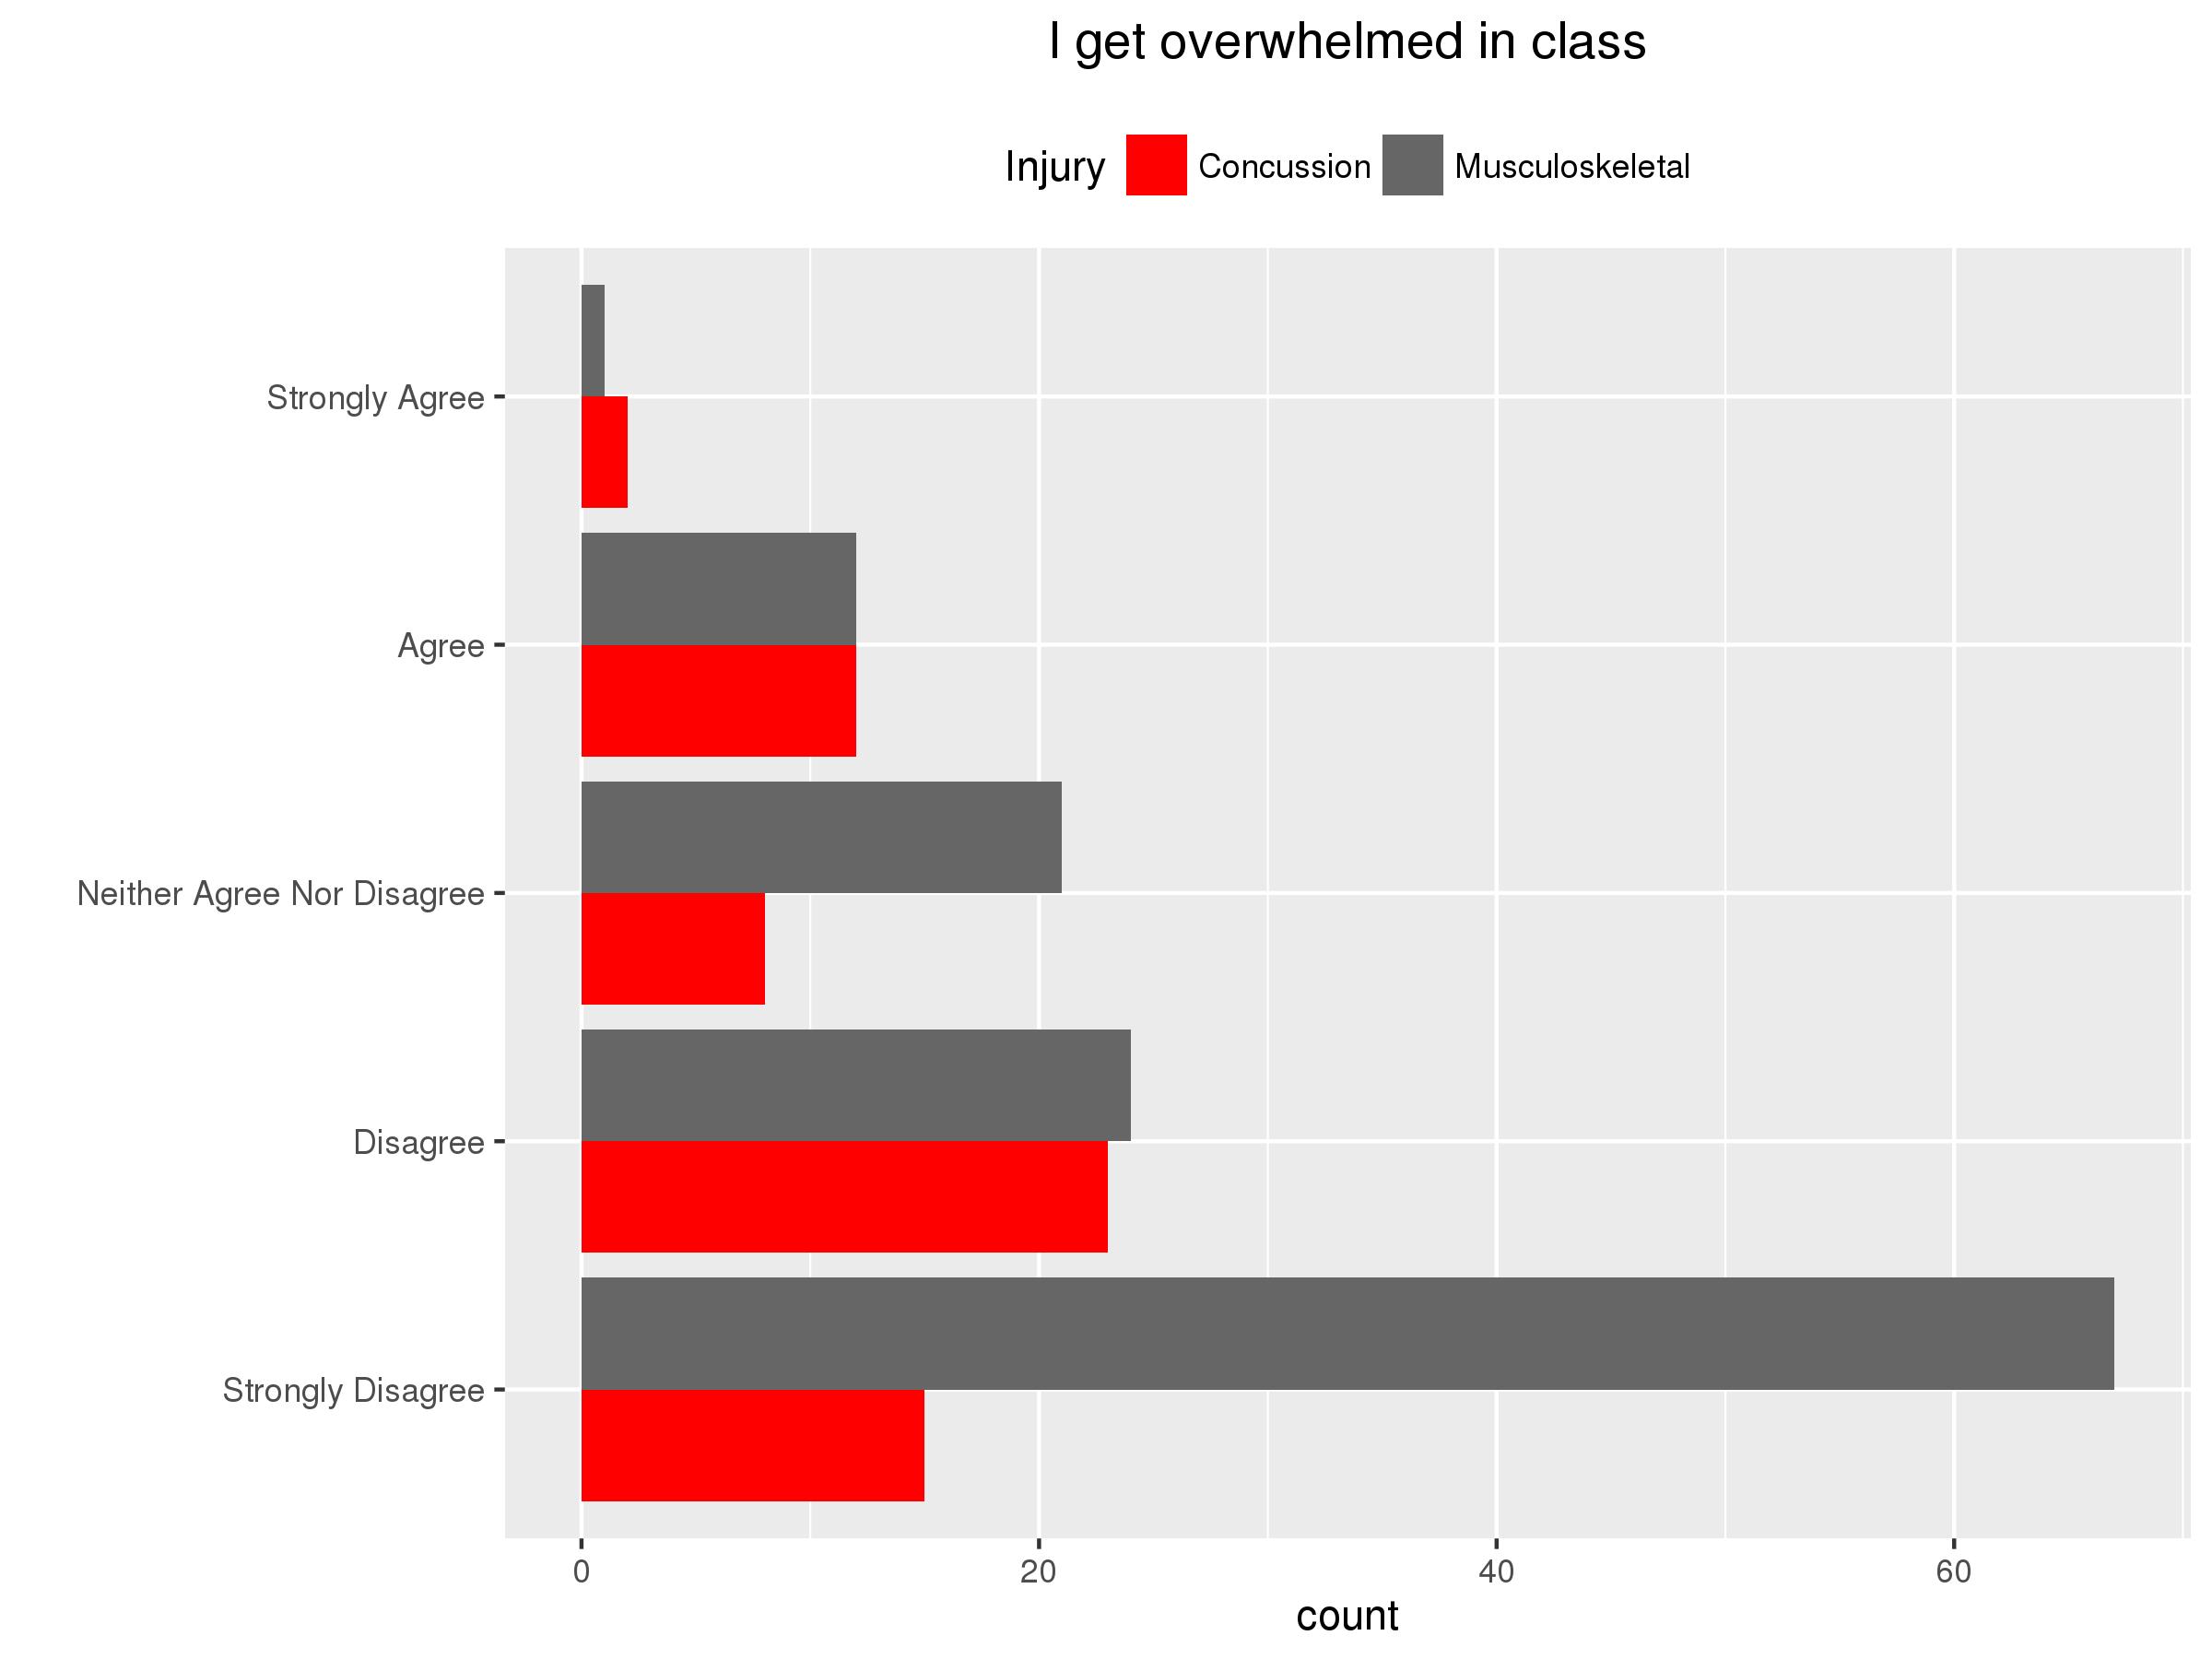 I get overwhelmed in class
Injury Concussion Musculoskeletal
Strongly Agree
Agree
Neither Agree Nor Disagree
Disagree
Strongly Disagree
0 20 40 60
count